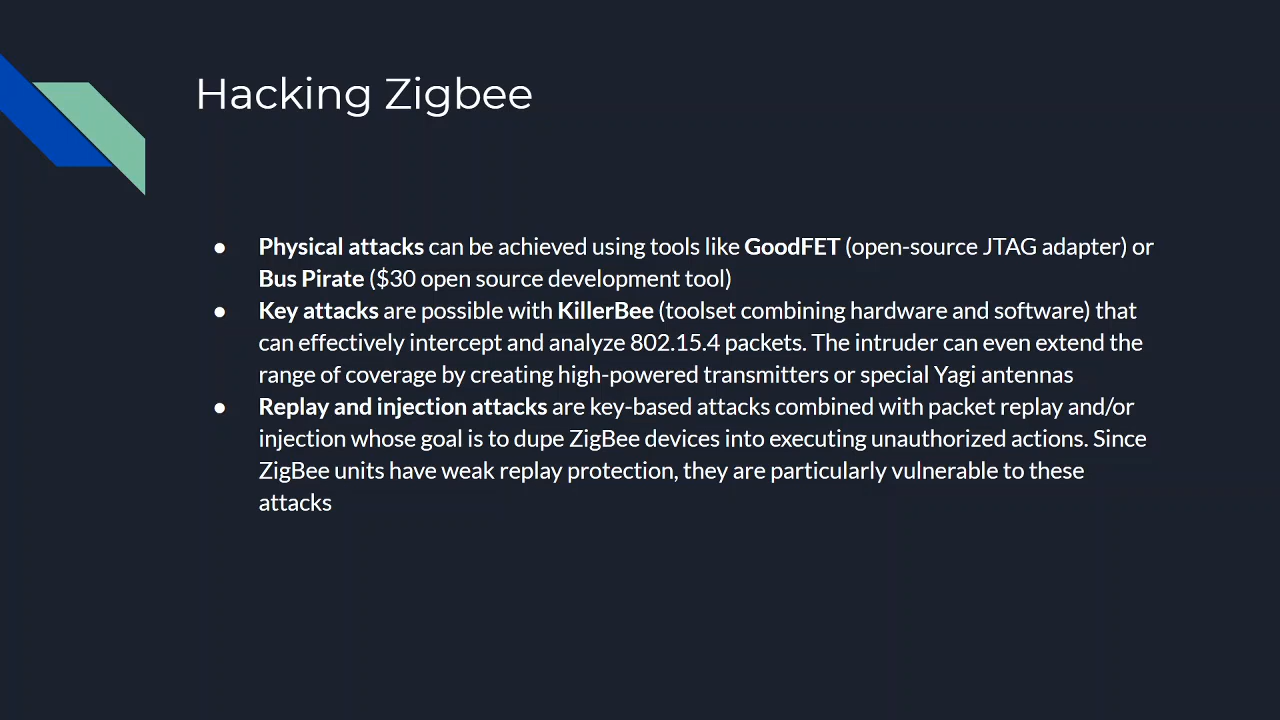 Hacking Zigbee
● Physical attacks can be achieved using tools like GoodFET (open-source JTAG adapter) or
Bus Pirate ($30 open source development tool)
● Key attacks are possible with KillerBee (toolset combining hardware and software) that
can effectively intercept and analyze 802.15.4 packets. The intruder can even extend the
range of coverage by creating high-powered transmitters or special Yagi antennas
● Replay and injection attacks are key-based attacks combined with packet replay and/or
injection whose goal is to dupe ZigBee devices into executing unauthorized actions. Since
ZigBee units have weak replay protection, they are particularly vulnerable to these
attacks